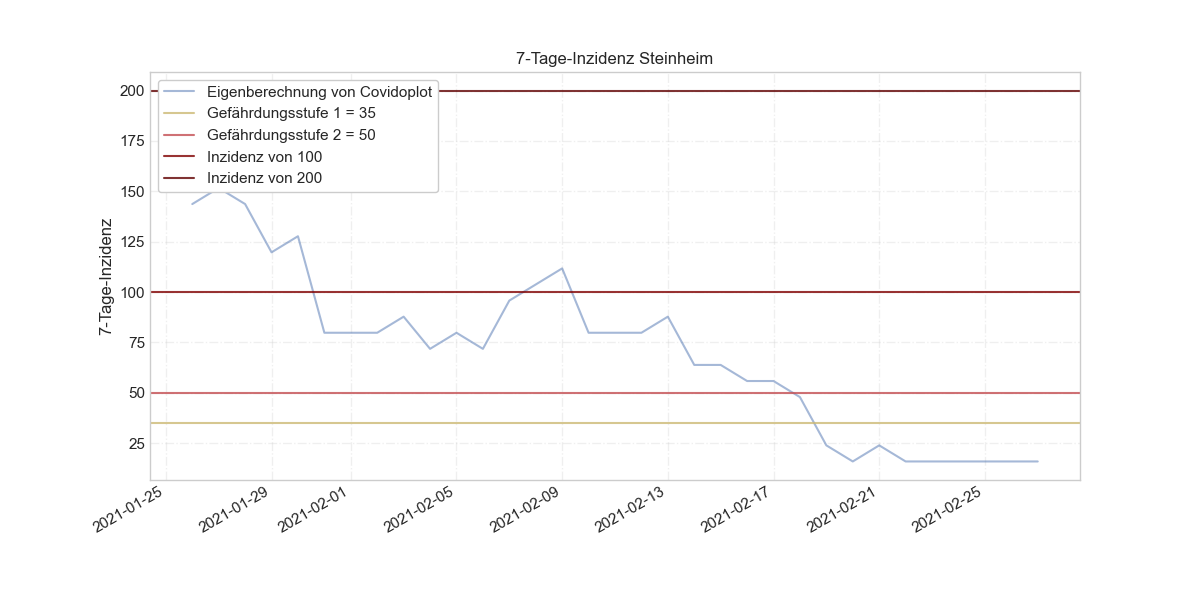 7-Tage-Inzidenz Steinheim
Eigenberechnung von Covidoplot
Gefährdungsstufe 1 = 35
Gefährdungsstufe 2 = 50
Inzidenz von 100
Inzidenz von 200
7-Tage-Inzidenz
200
175
150
125
100
75
50
25
2021-01-25
2021-01-29
2021-02-01
2021-02-05
2021-02-09
2021-02-13
2021-02-17
2021-02-21
2021-02-25